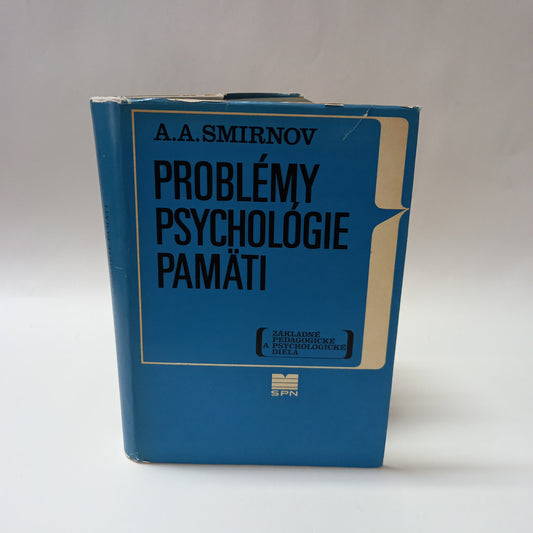 A.A.SMIRNOV
PROBLÉMY
PSYCHOLÓGIE
PAMÄTI
ZÁKLADNÉ
PEDAGOGICKÉ
A PSYCHOLOGICKÉ
DIELA
SPN